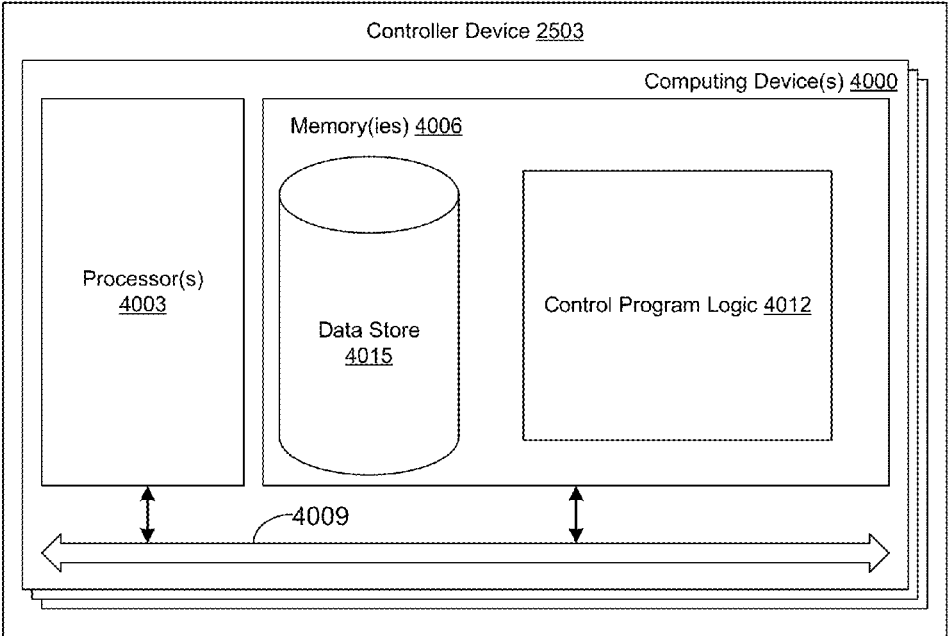 Controller Device 2503
Computing Device(s) 4000
Memory(ies) 4006
Processor(s)
4003
Data Store
4015
Control Program Logic 4012
4009